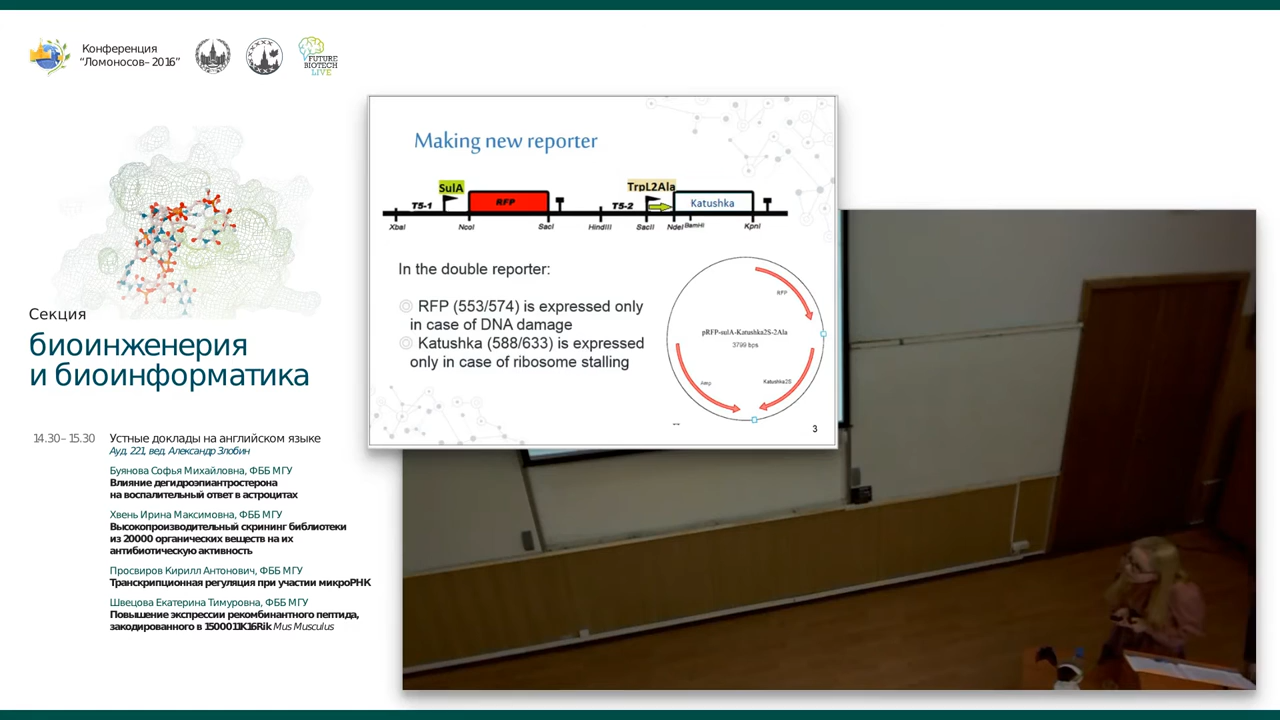 Конференция
“Ломоносов– 2016”
FUTURE
BIOTECH
LIVE
Секция
биоинженерия
и биоинформатика
14.30– 15.30
Устные доклады на английском языке
Ауд. 221, вед. Александр Злобин
Буянова Софья Михайловна, ФББ МГУ
Влияние дегидроэпиантростерона
на воспалительный ответ в астроцитах
Хвень Ирина Максимовна, ФББ МГУ
Высокопроизводительный скрининг библиотеки
из 20000 органических веществ на их
антибиотическую активность
Просвиров Кирилл Антонович, ФББ МГУ
Транскрипционная регуляция при участии микроРНК
Швецова Екатерина Тимуровна, ФББ МГУ
Повышение экспрессии рекомбинантного пептида,
закодированного в 1500011K16Rik Mus Musculus
Making new reporter
SulA TrpL2Ala
T5-1 RFP T5-2 Katushka
XbaI NcoI SacI HindIII SacII NdeI BamHI KpnI
In the double reporter:
RFP (553/574) is expressed only
in case of DNA damage
Katushka (588/633) is expressed
only in case of ribosome stalling
RFP
pRFP-sulA-Katushka2S-2Ala
3799 bps
Amp
Katushka2S
3